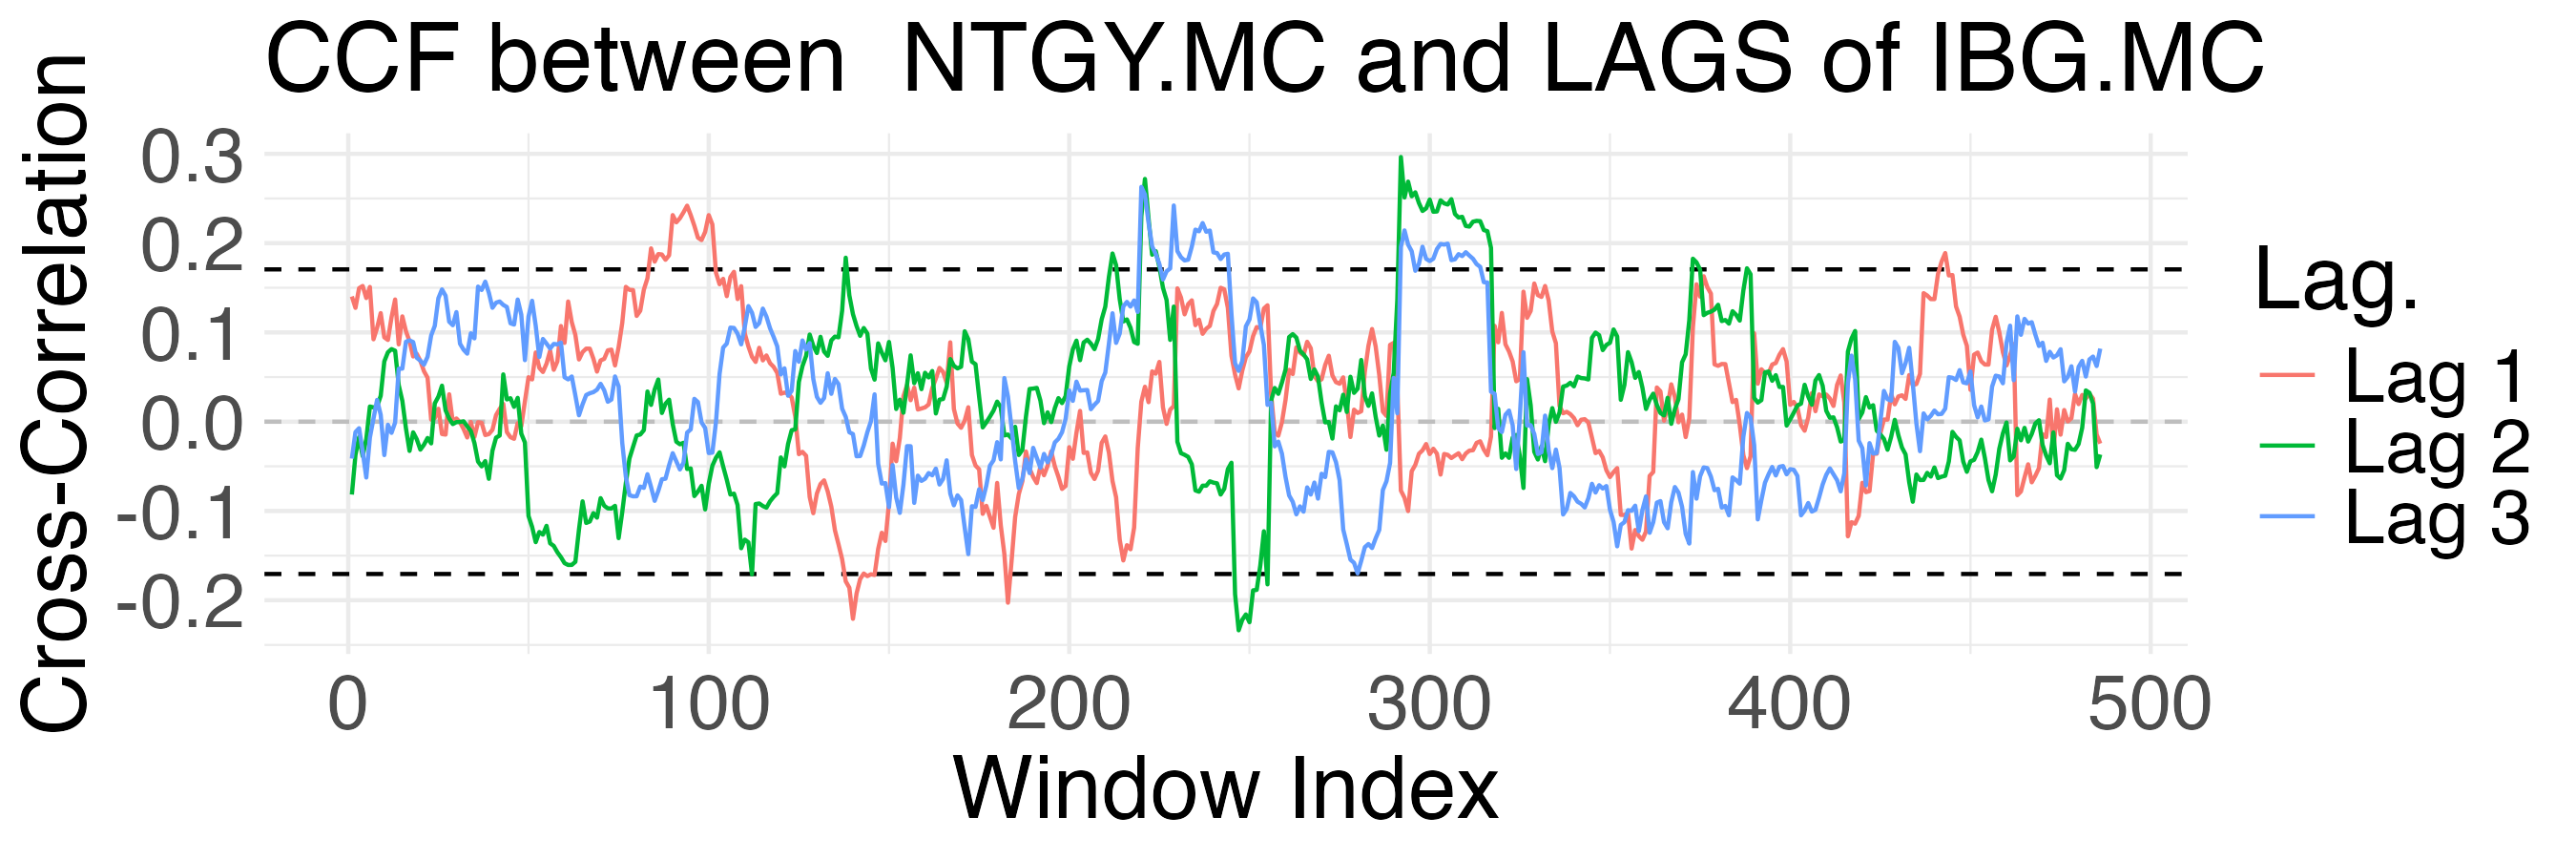 CCF between  NTGY.MC and LAGS of IBG.MC
Cross-Correlation
0.3
0.2
0.1
0.0
-0.1
-0.2
0
100
200
300
400
500
Window Index
Lag.
Lag 1
Lag 2
Lag 3